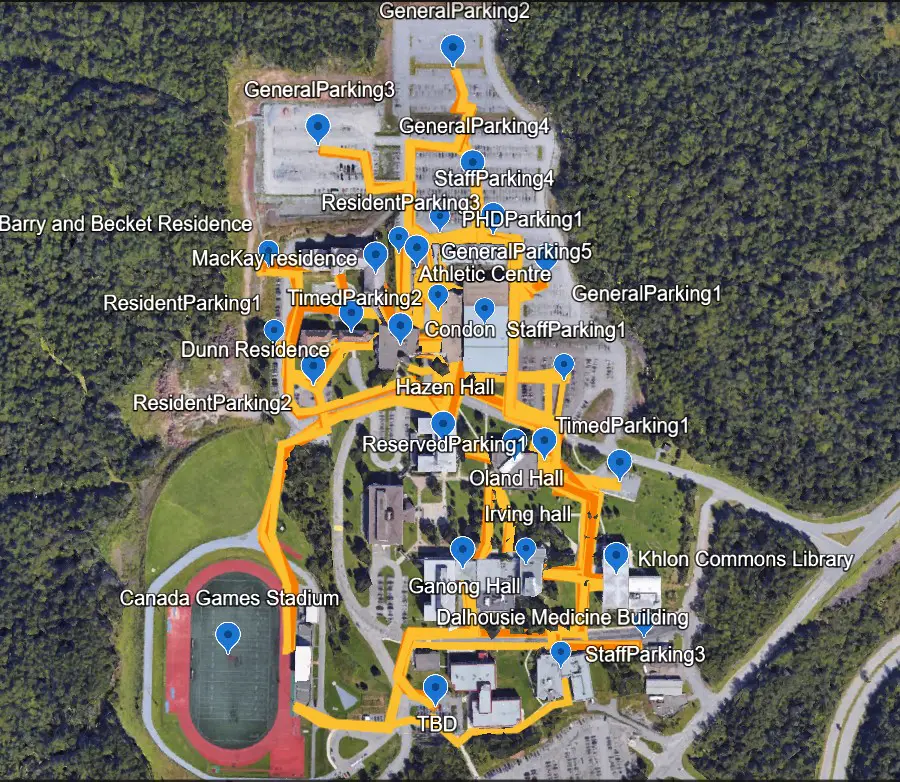 GeneralParking2
GeneralParking3
GeneralParking4
StaffParking4
ResidentParking3
PHDParking1
Barry and Becket Residence
GeneralParking5
MacKay residence
Athletic Centre
GeneralParking1
ResidentParking1
TimedParking2
Condon
StaffParking1
Dunn Residence
Hazen Hall
ResidentParking2
TimedParking1
ReservedParking1
Oland Hall
Irving hall
Khlon Commons Library
Ganong Hall
Canada Games Stadium
Dalhousie Medicine Building
StaffParking3
TBD